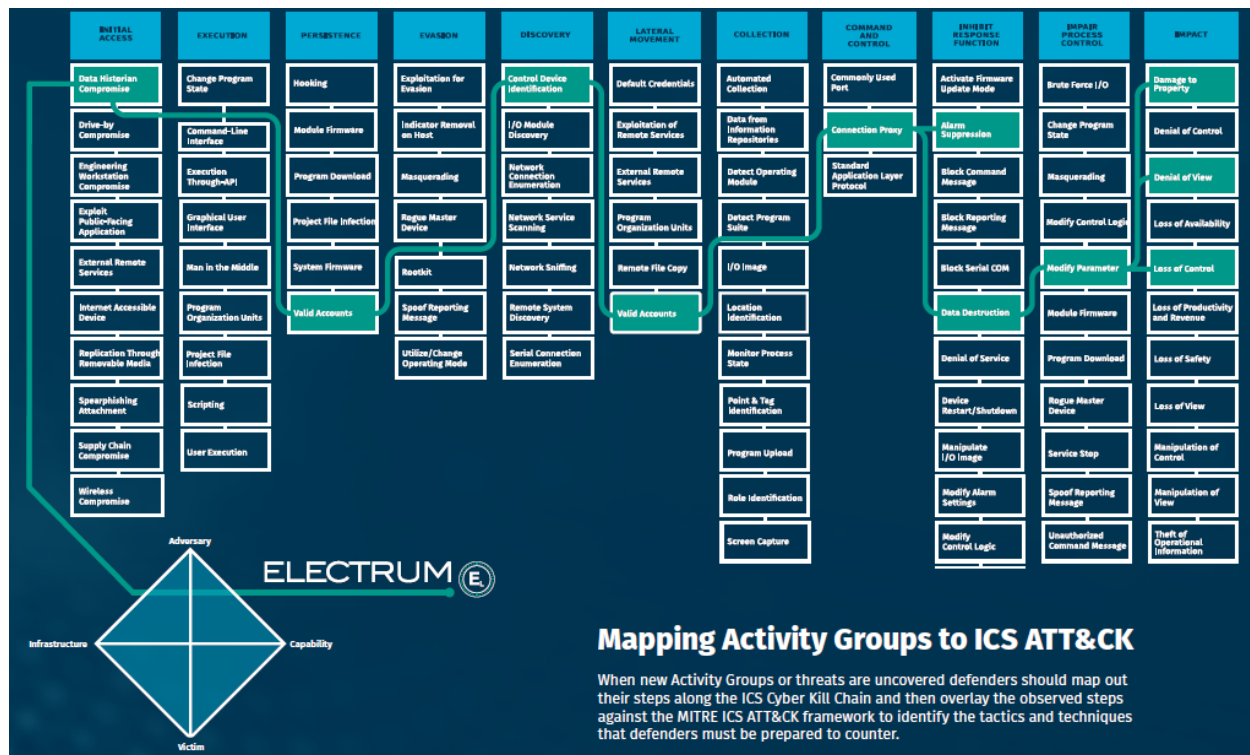 INITIAL
ACCESS
EXECUTION
PERSISTENCE
EVASION
DISCOVERY
LATERAL
MOVEMENT
COLLECTION
COMMAND
AND
CONTROL
INHIBIT
RESPONSE
FUNCTION
IMPAIR
PROCESS
CONTROL
IMPACT
Data Historian
Compromise
Drive-by
Compromise
Engineering
Workstation
Compromise
Exploit
Public-Facing
Application
External Remote
Services
Internet Accessible
Device
Replication Through
Removable Media
Spearphishing
Attachment
Supply Chain
Compromise
Wireless
Compromise
Change Program
State
Command-Line
Interface
Execution
Through-API
Graphical User
Interface
Man in the Middle
Program
Organization Units
Project File
Infection
Scripting
User Execution
Hooking
Module Firmware
Program Download
Project File Infection
System Firmware
Valid Accounts
Exploitation for
Evasion
Indicator Removal
on Host
Masquerading
Rogue Master
Device
Rootkit
Spoof Reporting
Message
Utilize/Change
Operating Mode
Control Device
Identification
I/O Module
Discovery
Network
Connection
Enumeration
Network Service
Scanning
Network Sniffing
Remote System
Discovery
Serial Connection
Enumeration
Default Credentials
Exploitation of
Remote Services
External Remote
Services
Program
Organization Units
Remote File Copy
Valid Accounts
Automated
Collection
Data from
Information
Repositories
Detect Operating
Module
Detect Program
Suite
I/O Image
Location
Identification
Monitor Process
State
Point & Tag
Identification
Program Upload
Role Identification
Screen Capture
Commonly Used
Port
Connection Proxy
Standard
Application Layer
Protocol
Activate Firmware
Update Mode
Alarm
Suppression
Block Command
Message
Block Reporting
Message
Block Serial COM
Data Destruction
Denial of Service
Device
Restart/Shutdown
Manipulate
I/O Image
Modify Alarm
Settings
Modify
Control Logic
Brute Force I/O
Change Program
State
Masquerading
Modify Control Logic
Modify Parameter
Module Firmware
Program Download
Rogue Master
Device
Service Stop
Spoof Reporting
Message
Unauthorized
Command Message
Damage to
Property
Denial of Control
Denial of View
Loss of Availability
Loss of Control
Loss of Productivity
and Revenue
Loss of Safety
Loss of View
Manipulation of
Control
Manipulation of
View
Theft of
Operational
Information
Adversary
Infrastructure
Capability
Victim
ELECTRUM
EL
Mapping Activity Groups to ICS ATT&CK
When new Activity Groups or threats are uncovered defenders should map out
their steps along the ICS Cyber Kill Chain and then overlay the observed steps
against the MITRE ICS ATT&CK framework to identify the tactics and techniques
that defenders must be prepared to counter.